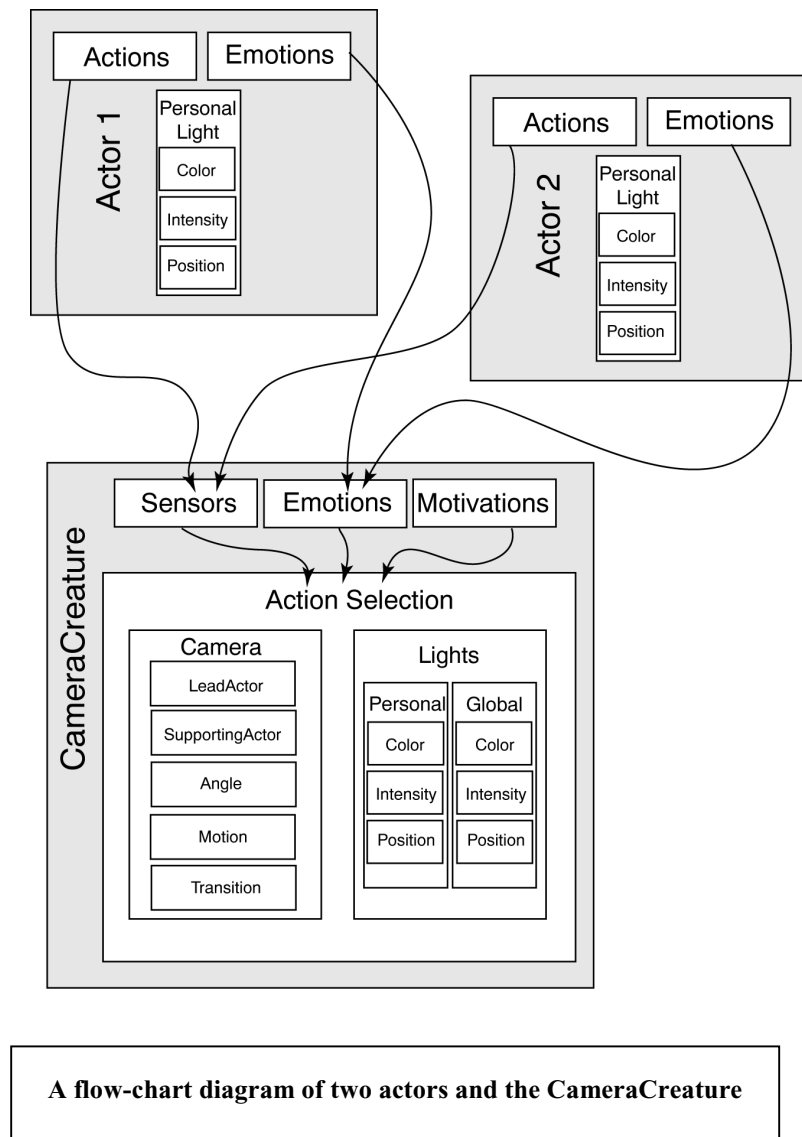 Actor 1
Actions
Emotions
Personal
Light
Color
Intensity
Position
Actor 2
Actions
Emotions
Personal
Light
Color
Intensity
Position
CameraCreature
Sensors
Emotions
Motivations
Action Selection
Camera
LeadActor
SupportingActor
Angle
Motion
Transition
Lights
Personal
Color
Intensity
Position
Global
Color
Intensity
Position
A flow-chart diagram of two actors and the CameraCreature